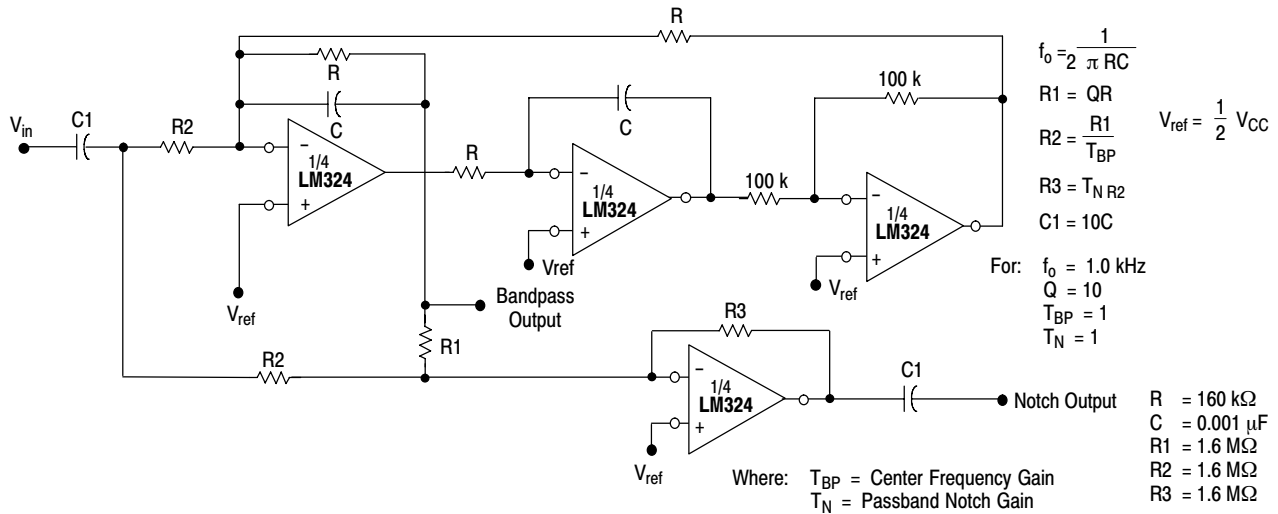 R
R
C
100 k
V_in
C1
R2
1/4
LM324
V_ref
R
C
1/4
LM324
Vref
100 k
1/4
LM324
V_ref
Bandpass
Output
R1
R2
R3
1/4
LM324
V_ref
C1
Notch Output
f_o = 1 / 2 π RC
R1 = QR
R2 = R1 / T_BP
R3 = T_N R2
C1 = 10C
V_ref = 1/2 V_CC
For: f_o = 1.0 kHz
Q = 10
T_BP = 1
T_N = 1
R = 160 kΩ
C = 0.001 μF
R1 = 1.6 MΩ
R2 = 1.6 MΩ
R3 = 1.6 MΩ
Where: T_BP = Center Frequency Gain
T_N = Passband Notch Gain